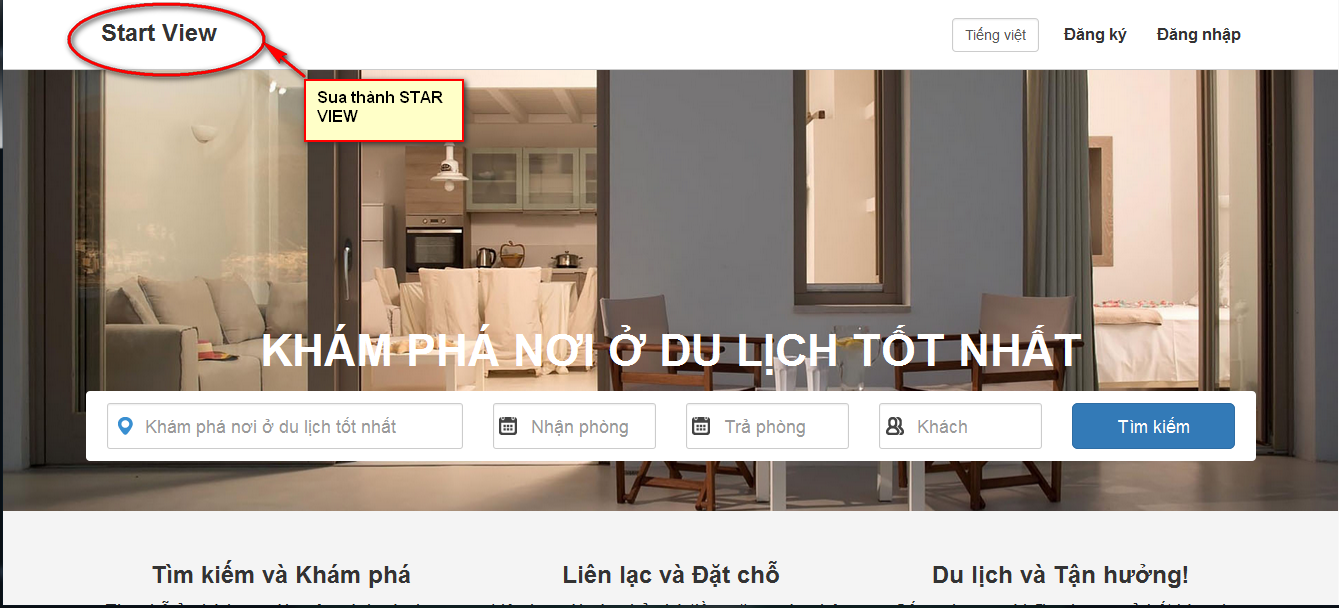 Start View
Tiếng việt
Đăng ký
Đăng nhập
Sua thành STAR
VIEW
KHÁM PHÁ NƠI Ở DU LỊCH TỐT NHẤT
Khám phá nơi ở du lịch tốt nhất
Nhận phòng
Trả phòng
Khách
Tìm kiếm
Tìm kiếm và Khám phá
Liên lạc và Đặt chỗ
Du lịch và Tận hưởng!